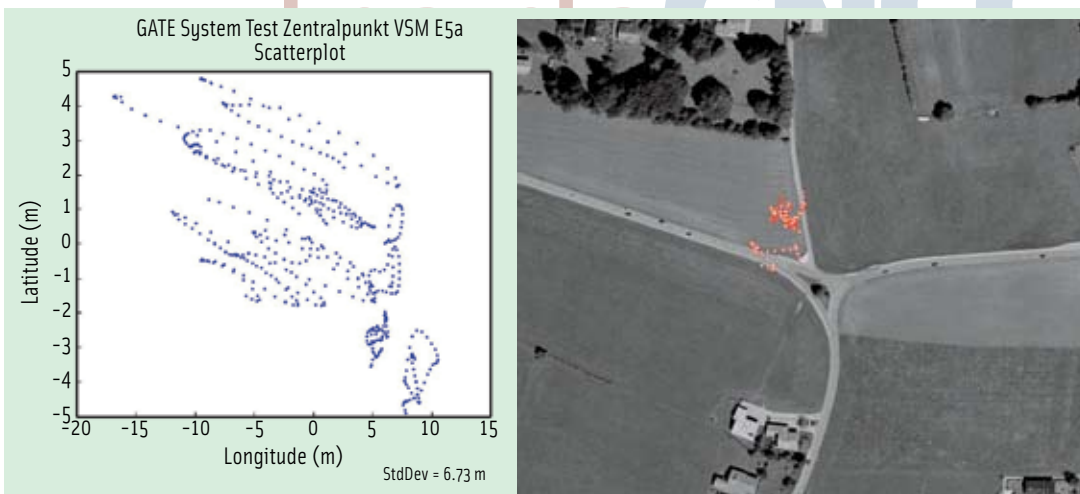 GATE System Test Zentralpunkt VSM E5a
Scatterplot
5
4
3
2
1
0
-1
-2
-3
-4
-5
Latitude (m)
-20 -15 -10 -5 0 5 10 15
Longitude (m)
StdDev = 6.73 m